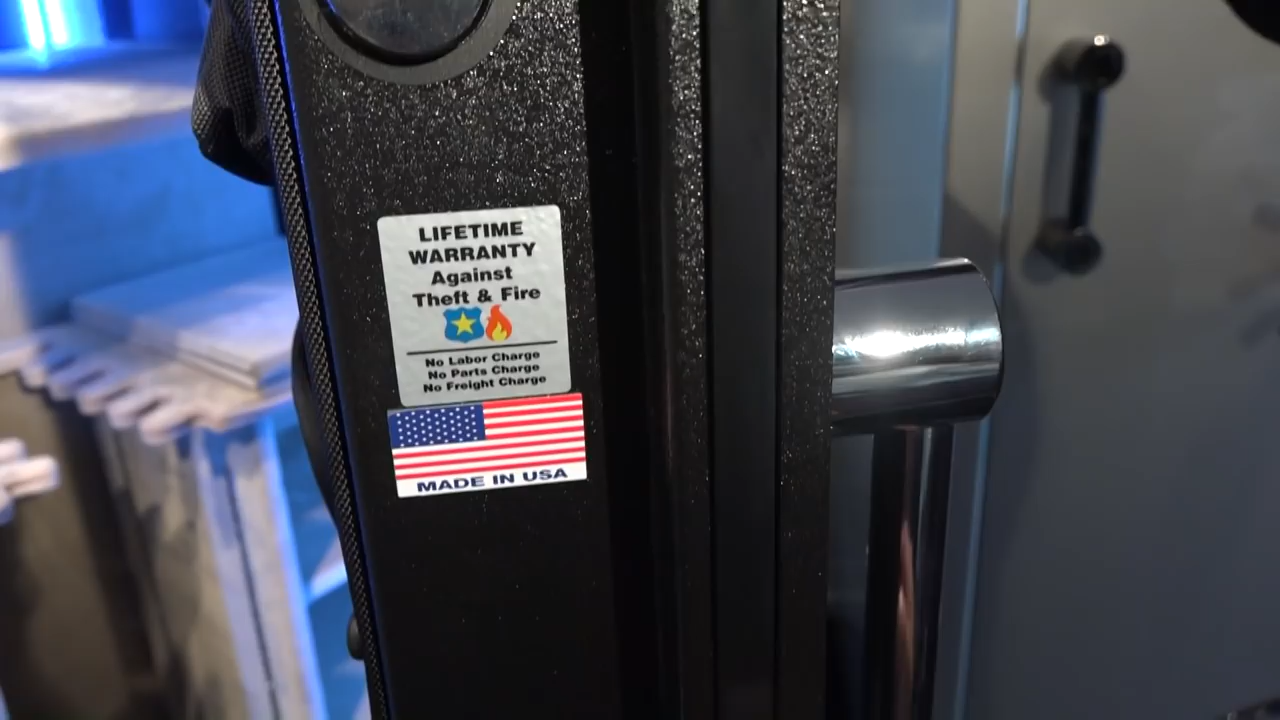 LIFETIME
WARRANTY
Against
Theft & Fire
No Labor Charge
No Parts Charge
No Freight Charge
MADE IN USA